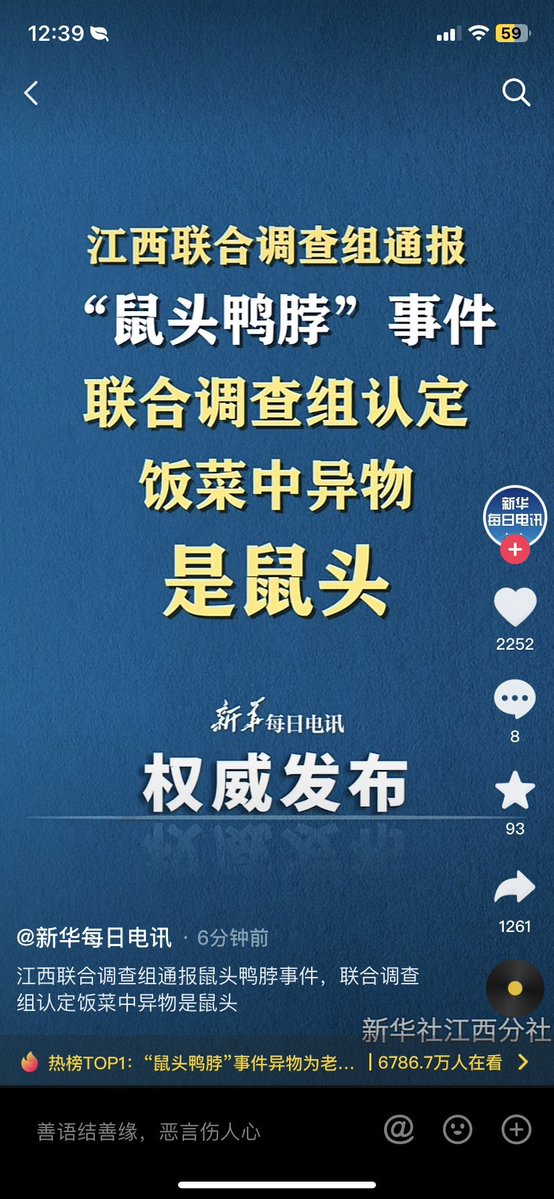 12:39
59
江西联合调查组通报
“鼠头鸭脖”事件
联合调查组认定
饭菜中异物
是鼠头
新华
每日电讯
2252
8
93
1261
新华每日电讯
权威发布
@新华每日电讯 · 6分钟前
江西联合调查组通报鼠头鸭脖事件，联合调查
组认定饭菜中异物是鼠头
新华社江西分社
热榜TOP1：“鼠头鸭脖”事件异物为老... | 6786.7万人在看
善语结善缘，恶言伤人心